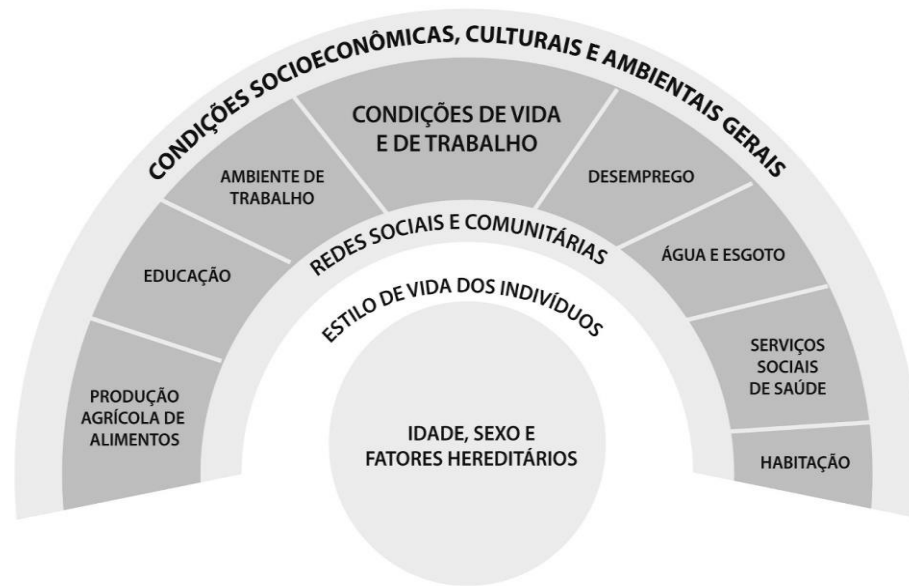 CONDIÇÕES SOCIOECONÔMICAS, CULTURAIS E AMBIENTAIS GERAIS
CONDIÇÕES DE VIDA
E DE TRABALHO
AMBIENTE DE
TRABALHO
DESEMPREGO
EDUCAÇÃO
ÁGUA E ESGOTO
PRODUÇÃO
AGRÍCOLA DE
ALIMENTOS
SERVIÇOS
SOCIAIS
DE SAÚDE
HABITAÇÃO
REDES SOCIAIS E COMUNITÁRIAS
ESTILO DE VIDA DOS INDIVÍDUOS
IDADE, SEXO E
FATORES HEREDITÁRIOS